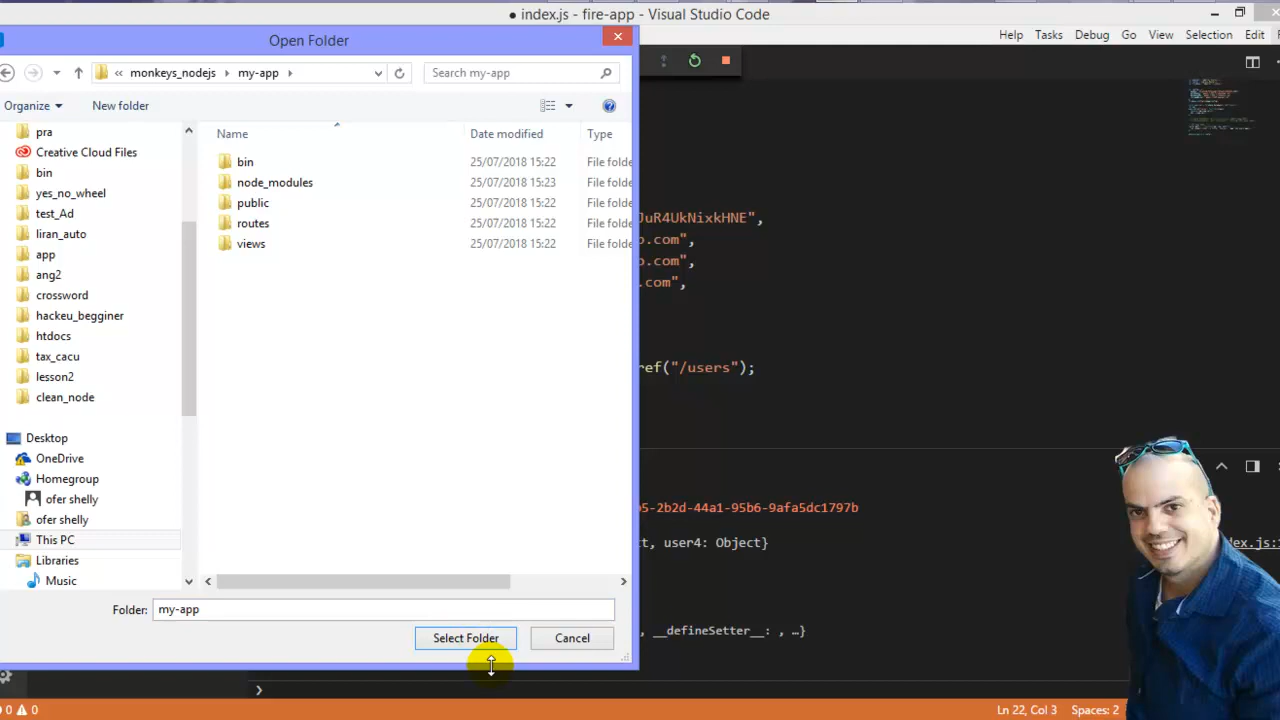 ● index.js - fire-app - Visual Studio Code
Open Folder
Help Tasks Debug Go View Selection Edit
« monkeys_nodejs my-app
Search my-app
Organize New folder
Name Date modified Type
pra
Creative Cloud Files
bin
yes_no_wheel
test_Ad
liran_auto
app
ang2
crossword
hackeu_begginer
htdocs
tax_cacu
lesson2
clean_node
Desktop
OneDrive
Homegroup
ofer shelly
ofer shelly
This PC
Libraries
Music
bin 25/07/2018 15:22 File folde
node_modules 25/07/2018 15:23 File folde
public 25/07/2018 15:22 File folde
routes 25/07/2018 15:22 File folde
views 25/07/2018 15:22 File folde
Folder: my-app
Select Folder Cancel
JuR4UkNixkHNE",
o.com",
o.com",
.com",
ref("/users");
5-2b2d-44a1-95b6-9afa5dc1797b
ct, user4: Object}
dex.js:
, __defineSetter__: , …}
❯
0 0
Ln 22, Col 3 Spaces: 2